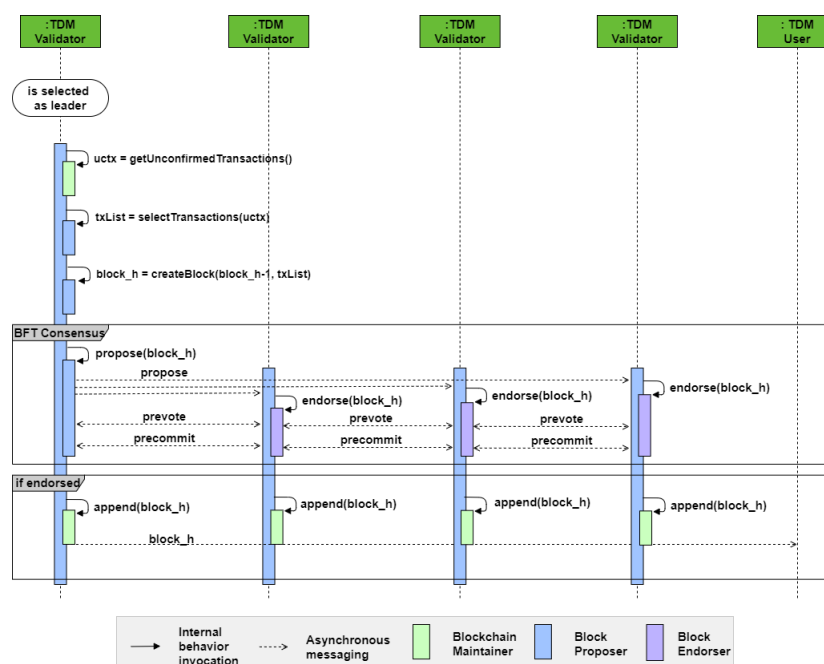 :TDM
Validator
:TDM
Validator
:TDM
Validator
:TDM
Validator
: TDM
User
is selected
as leader
uctx = getUnconfirmedTransactions()
txList = selectTransactions(uctx)
block_h = createBlock(block_h-1, txList)
BFT Consensus
propose(block_h)
propose
endorse(block_h)
endorse(block_h)
endorse(block_h)
prevote
prevote
prevote
precommit
precommit
precommit
if endorsed
append(block_h)
append(block_h)
append(block_h)
append(block_h)
block_h
Internal
behavior
invocation
Asynchronous
messaging
Blockchain
Maintainer
Block
Proposer
Block
Endorser